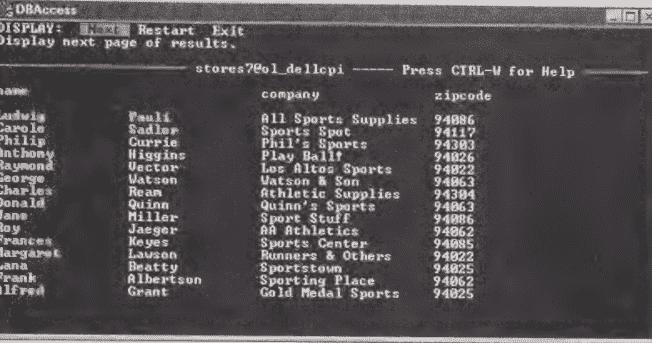 DBAccess
DISPLAY: Next Restart Exit
Display next page of results.
stores7@ol_dellcpi ----- Press CTRL-W for Help
name company zipcode
Ludwig Pauli All Sports Supplies 94086
Carole Sadler Sports Spot 94117
Philip Currie Phil's Sports 94303
Anthony Higgins Play Ball! 94026
Raymond Vector Los Altos Sports 94022
George Watson Watson & Son 94063
Charles Ream Athletic Supplies 94304
Donald Quinn Quinn's Sports 94063
Jane Miller Sport Stuff 94086
Roy Jaeger AA Athletics 94062
Frances Keyes Sports Center 94085
Margaret Lawson Runners & Others 94022
Lana Beatty Sportstown 94025
Frank Albertson Sporting Place 94062
Alfred Grant Gold Medal Sports 94025